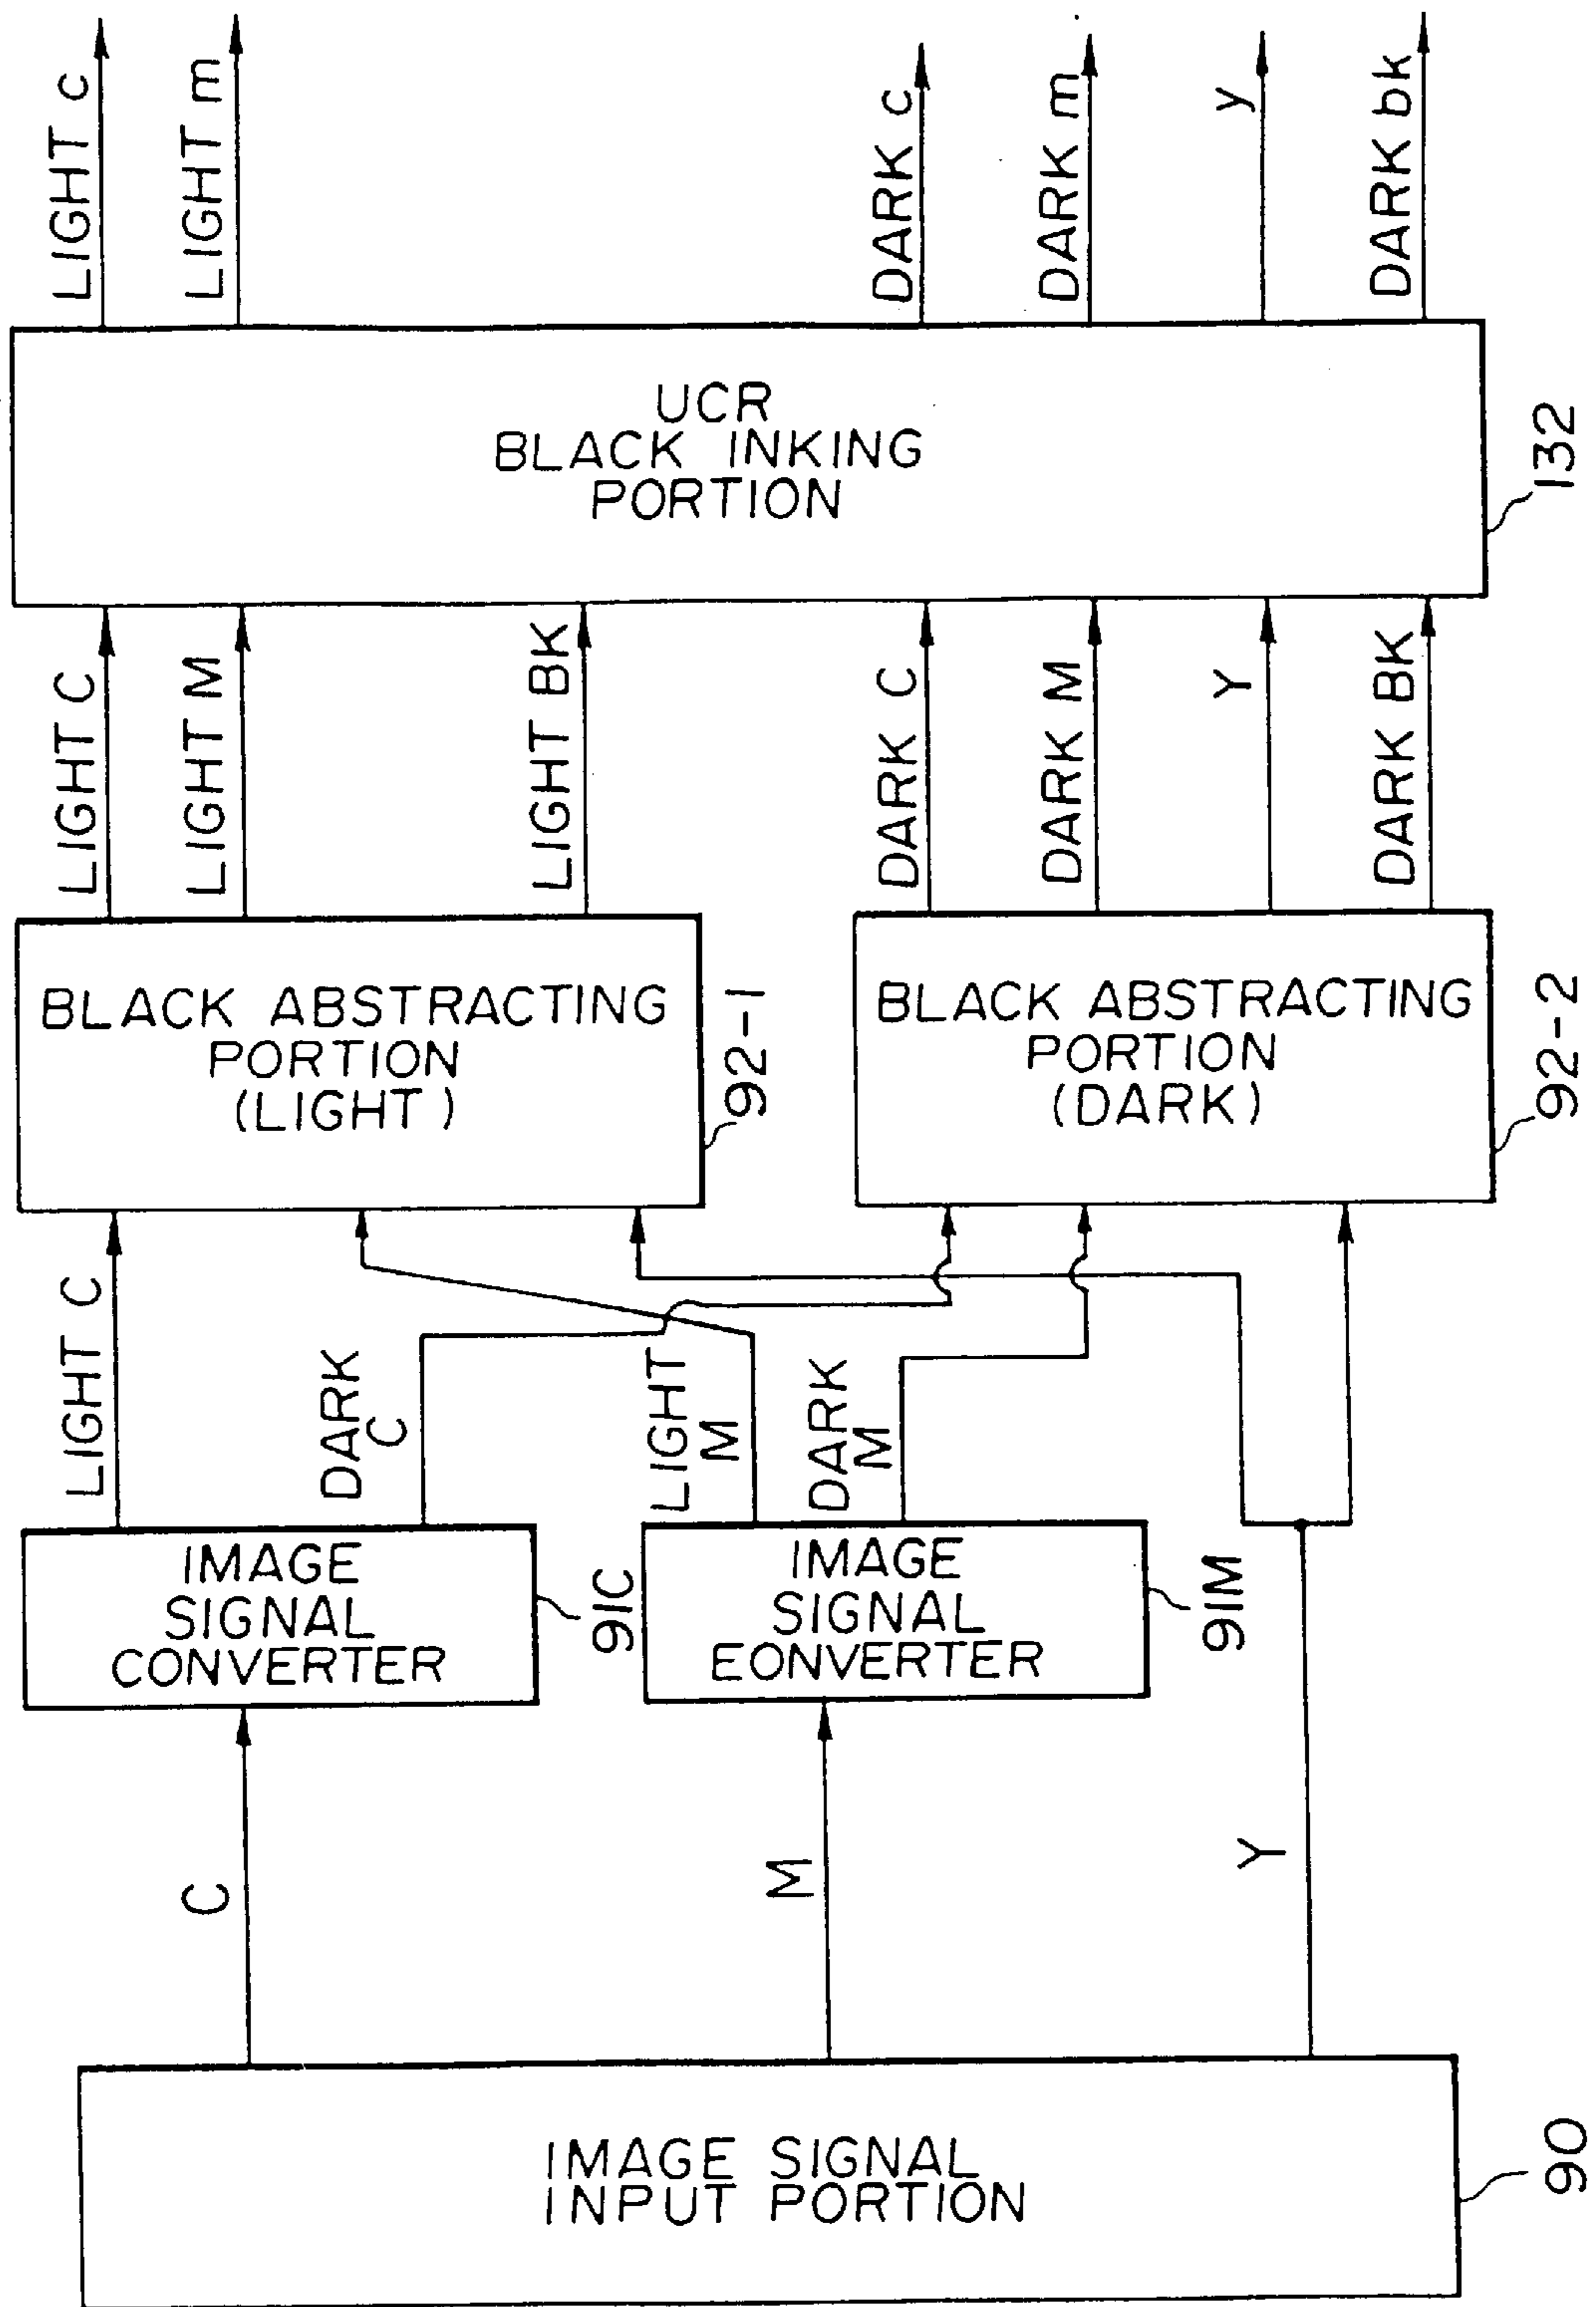 IMAGE SIGNAL
INPUT PORTION
90
C
M
Y
IMAGE
SIGNAL
CONVERTER
91C
IMAGE
SIGNAL
EONVERTER
91M
LIGHT C
DARK
C
LIGHT
M
DARK
M
BLACK ABSTRACTING
PORTION
(LIGHT)
92-1
BLACK ABSTRACTING
PORTION
(DARK)
92-2
LIGHT C
LIGHT M
LIGHT BK
DARK C
DARK M
Y
DARK BK
UCR
BLACK INKING
PORTION
132
LIGHT c
LIGHT m
DARK c
DARK m
y
DARK bk